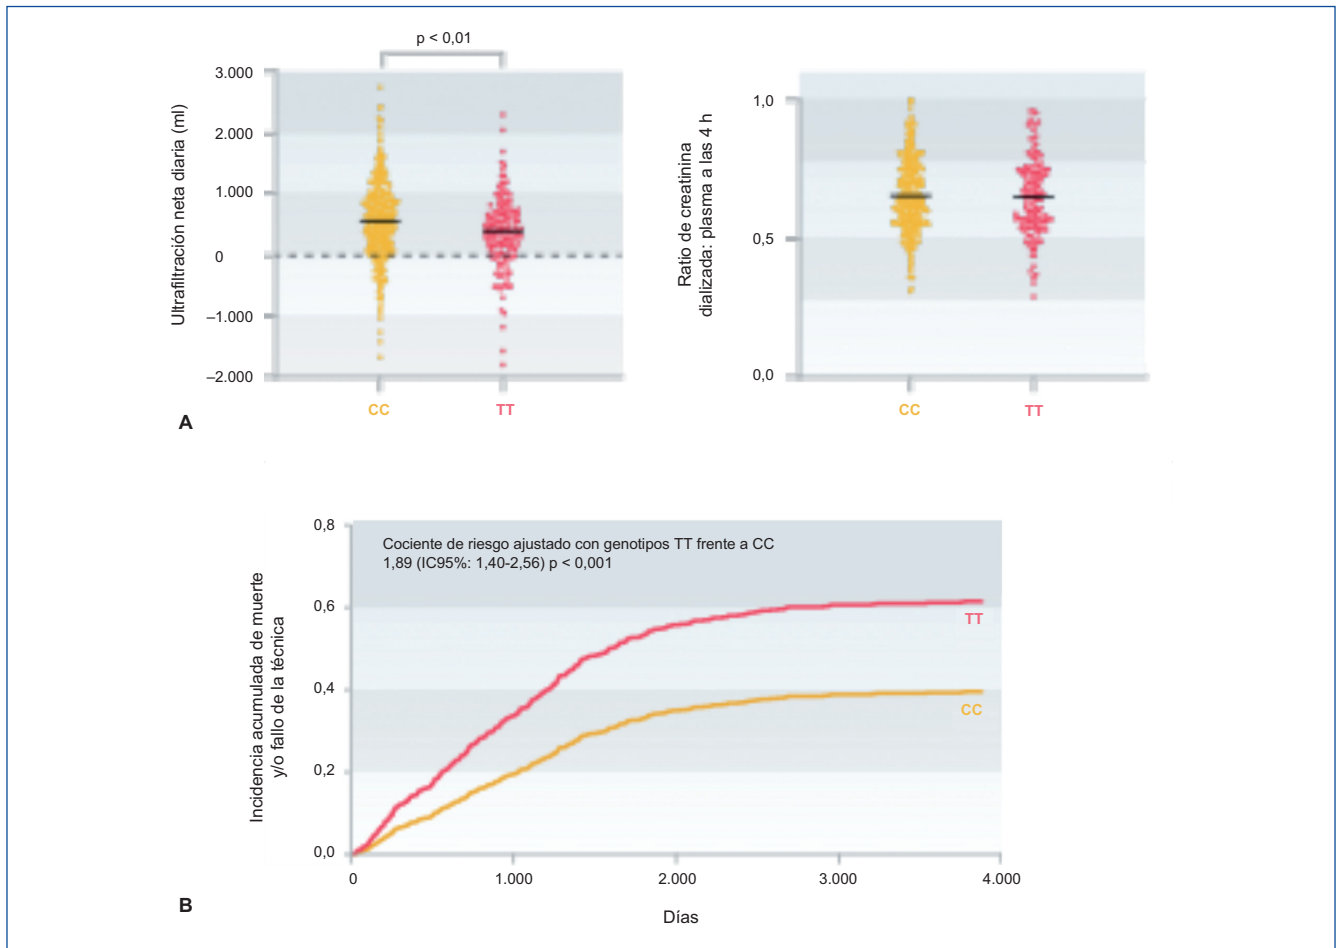 p < 0,01
Ultrafiltración neta diaria (ml)
3.000
2.000
1.000
0
–1.000
–2.000
CC
TT
Ratio de creatinina
dializada: plasma a las 4 h
1,0
0,5
0,0
CC
TT
A
Incidencia acumulada de muerte
y/o fallo de la técnica
0,8
0,6
0,4
0,2
0,0
Cociente de riesgo ajustado con genotipos TT frente a CC
1,89 (IC95%: 1,40-2,56) p < 0,001
TT
CC
0
1.000
2.000
3.000
4.000
Días
B